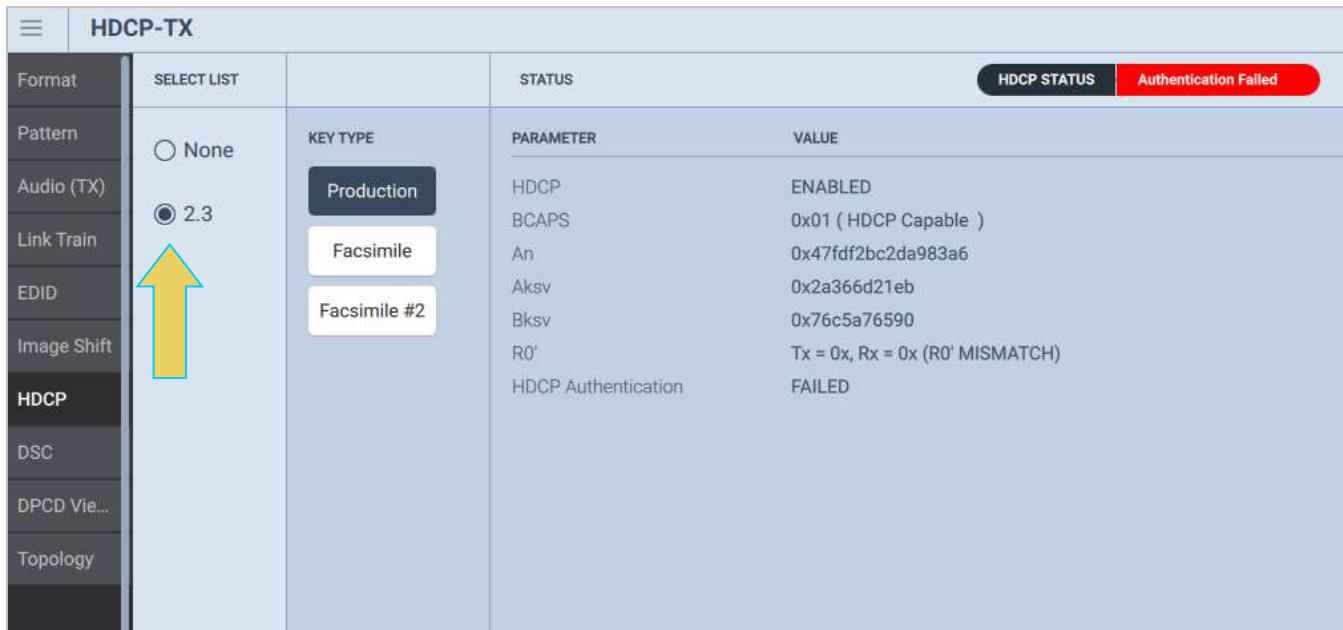 HDCP-TX
Format
Pattern
Audio (TX)
Link Train
EDID
Image Shift
HDCP
DSC
DPCD Vie...
Topology
SELECT LIST
None
2.3
KEY TYPE
Production
Facsimile
Facsimile #2
STATUS
HDCP STATUS Authentication Failed
PARAMETER VALUE
HDCP ENABLED
BCAPS 0x01 ( HDCP Capable )
An 0x47fdf2bc2da983a6
Aksv 0x2a366d21eb
Bksv 0x76c5a76590
R0' Tx = 0x, Rx = 0x (R0' MISMATCH)
HDCP Authentication FAILED